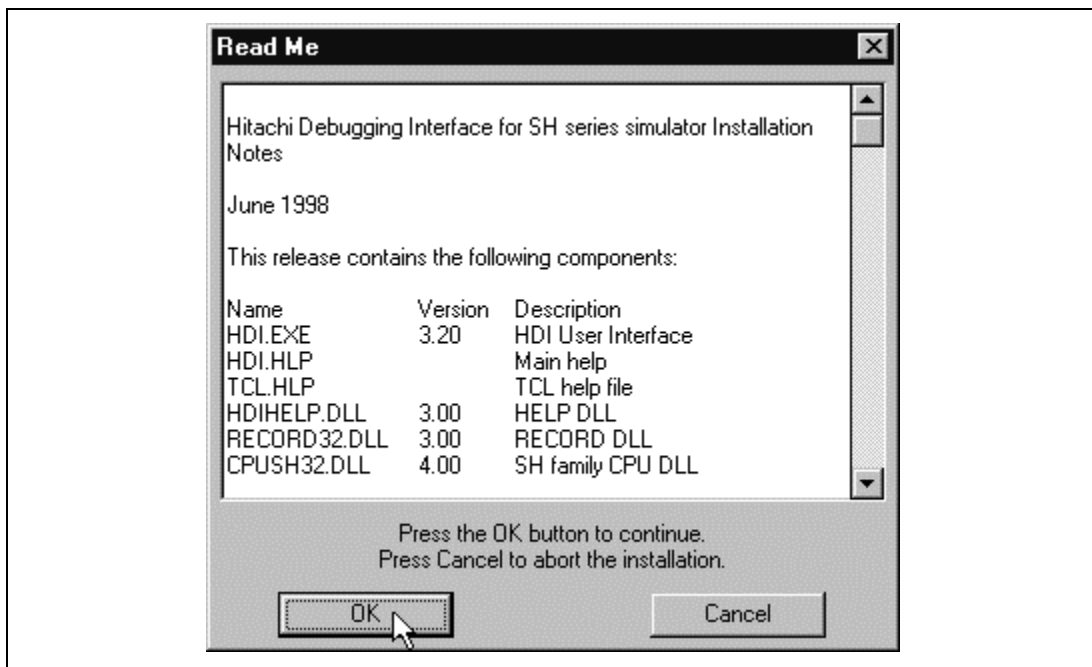 Read Me
Hitachi Debugging Interface for SH series simulator Installation
Notes
June 1998
This release contains the following components:
Name Version Description
HDI.EXE 3.20 HDI User Interface
HDI.HLP Main help
TCL.HLP TCL help file
HDIHELP.DLL 3.00 HELP DLL
RECORD32.DLL 3.00 RECORD DLL
CPUSH32.DLL 4.00 SH family CPU DLL
Press the OK button to continue.
Press Cancel to abort the installation.
OK Cancel